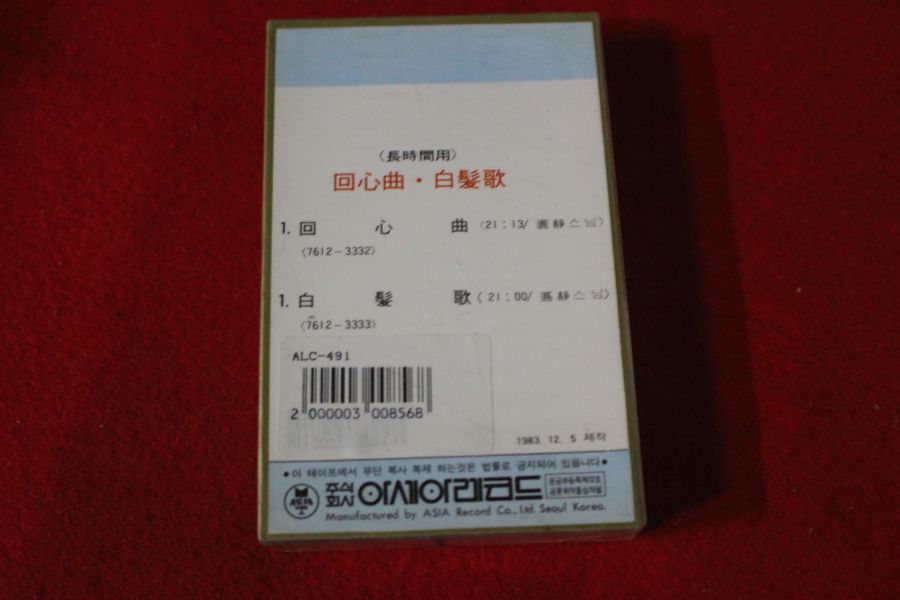 〈長時間用〉
回心曲・白髮歌
1. 回 心 曲 〈21:13/ 圓靜스님〉
〈7612-3332〉
1. 白 髮 歌 〈21:00/ 圓靜스님〉
〈7612-3333〉
ALC-491
2 000003 008568
1983. 12. 5 제작
• 이 테이프에서 무단 복사 복제 하는것은 법률로 금지되어 있읍니다 •
주식회사 아세아레코드
Manufactured by ASIA Record Co., Ltd. Seoul Korea.